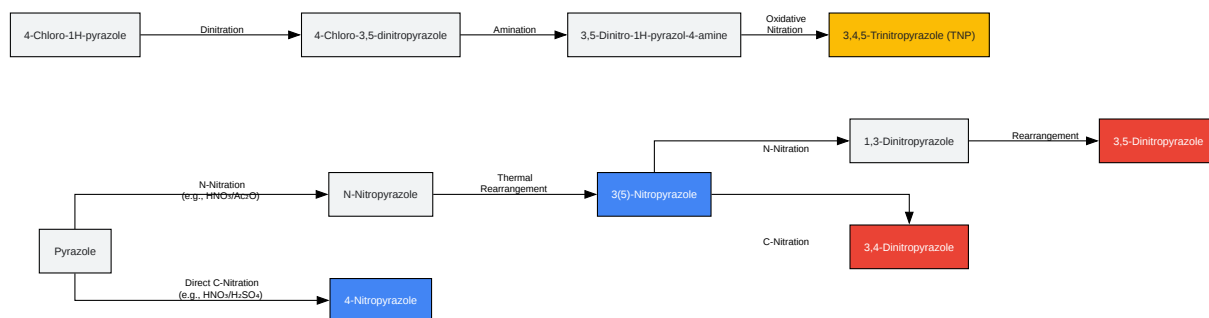 4-Chloro-1H-pyrazole
Dinitration
4-Chloro-3,5-dinitropyrazole
Amination
3,5-Dinitro-1H-pyrazol-4-amine
Oxidative
Nitration
3,4,5-Trinitropyrazole (TNP)
Pyrazole
N-Nitration
(e.g., HNO₃/Ac₂O)
N-Nitropyrazole
Thermal
Rearrangement
3(5)-Nitropyrazole
N-Nitration
1,3-Dinitropyrazole
Rearrangement
3,5-Dinitropyrazole
C-Nitration
3,4-Dinitropyrazole
Direct C-Nitration
(e.g., HNO₃/H₂SO₄)
4-Nitropyrazole